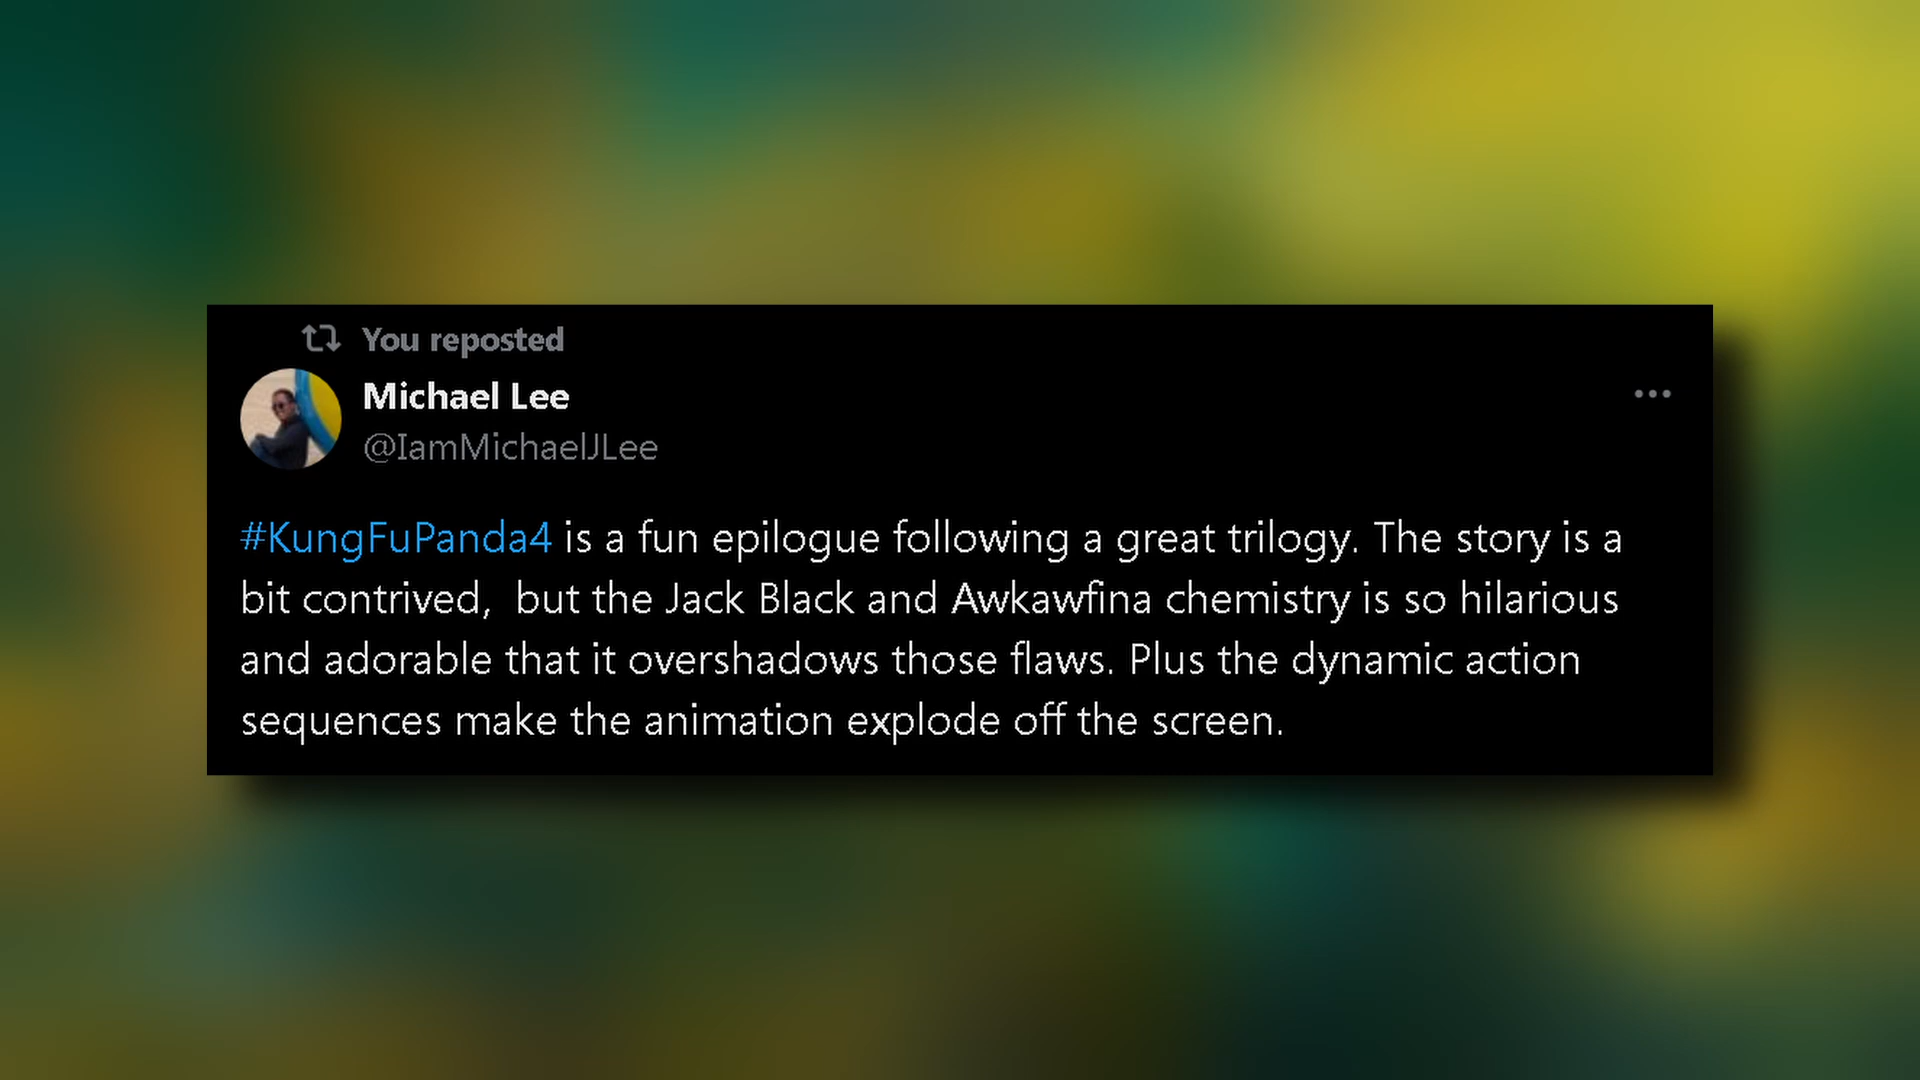 You reposted
Michael Lee
@IamMichaelJLee
#KungFuPanda4 is a fun epilogue following a great trilogy. The story is a
bit contrived,  but the Jack Black and Awkawfina chemistry is so hilarious
and adorable that it overshadows those flaws. Plus the dynamic action
sequences make the animation explode off the screen.